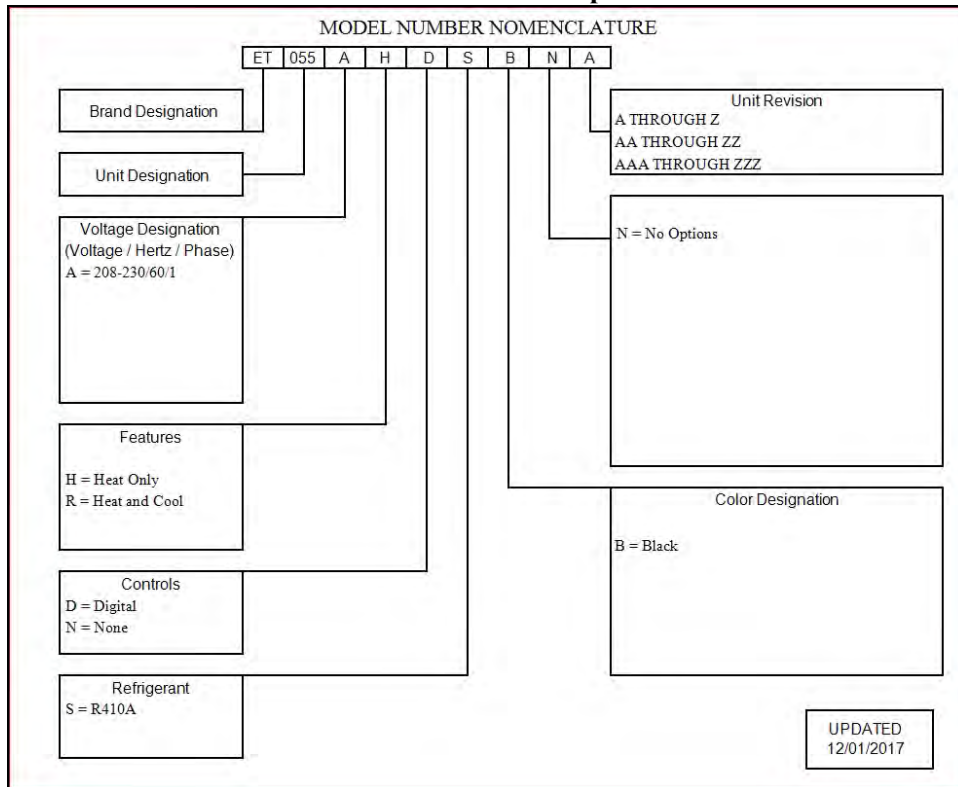 MODEL NUMBER NOMENCLATURE
ET 055 A H D S B N A
Brand Designation
Unit Designation
Voltage Designation
(Voltage / Hertz / Phase)
A = 208-230/60/1
Features
H = Heat Only
R = Heat and Cool
Controls
D = Digital
N = None
Refrigerant
S = R410A
Unit Revision
A THROUGH Z
AA THROUGH ZZ
AAA THROUGH ZZZ
N = No Options
Color Designation
B = Black
UPDATED
12/01/2017